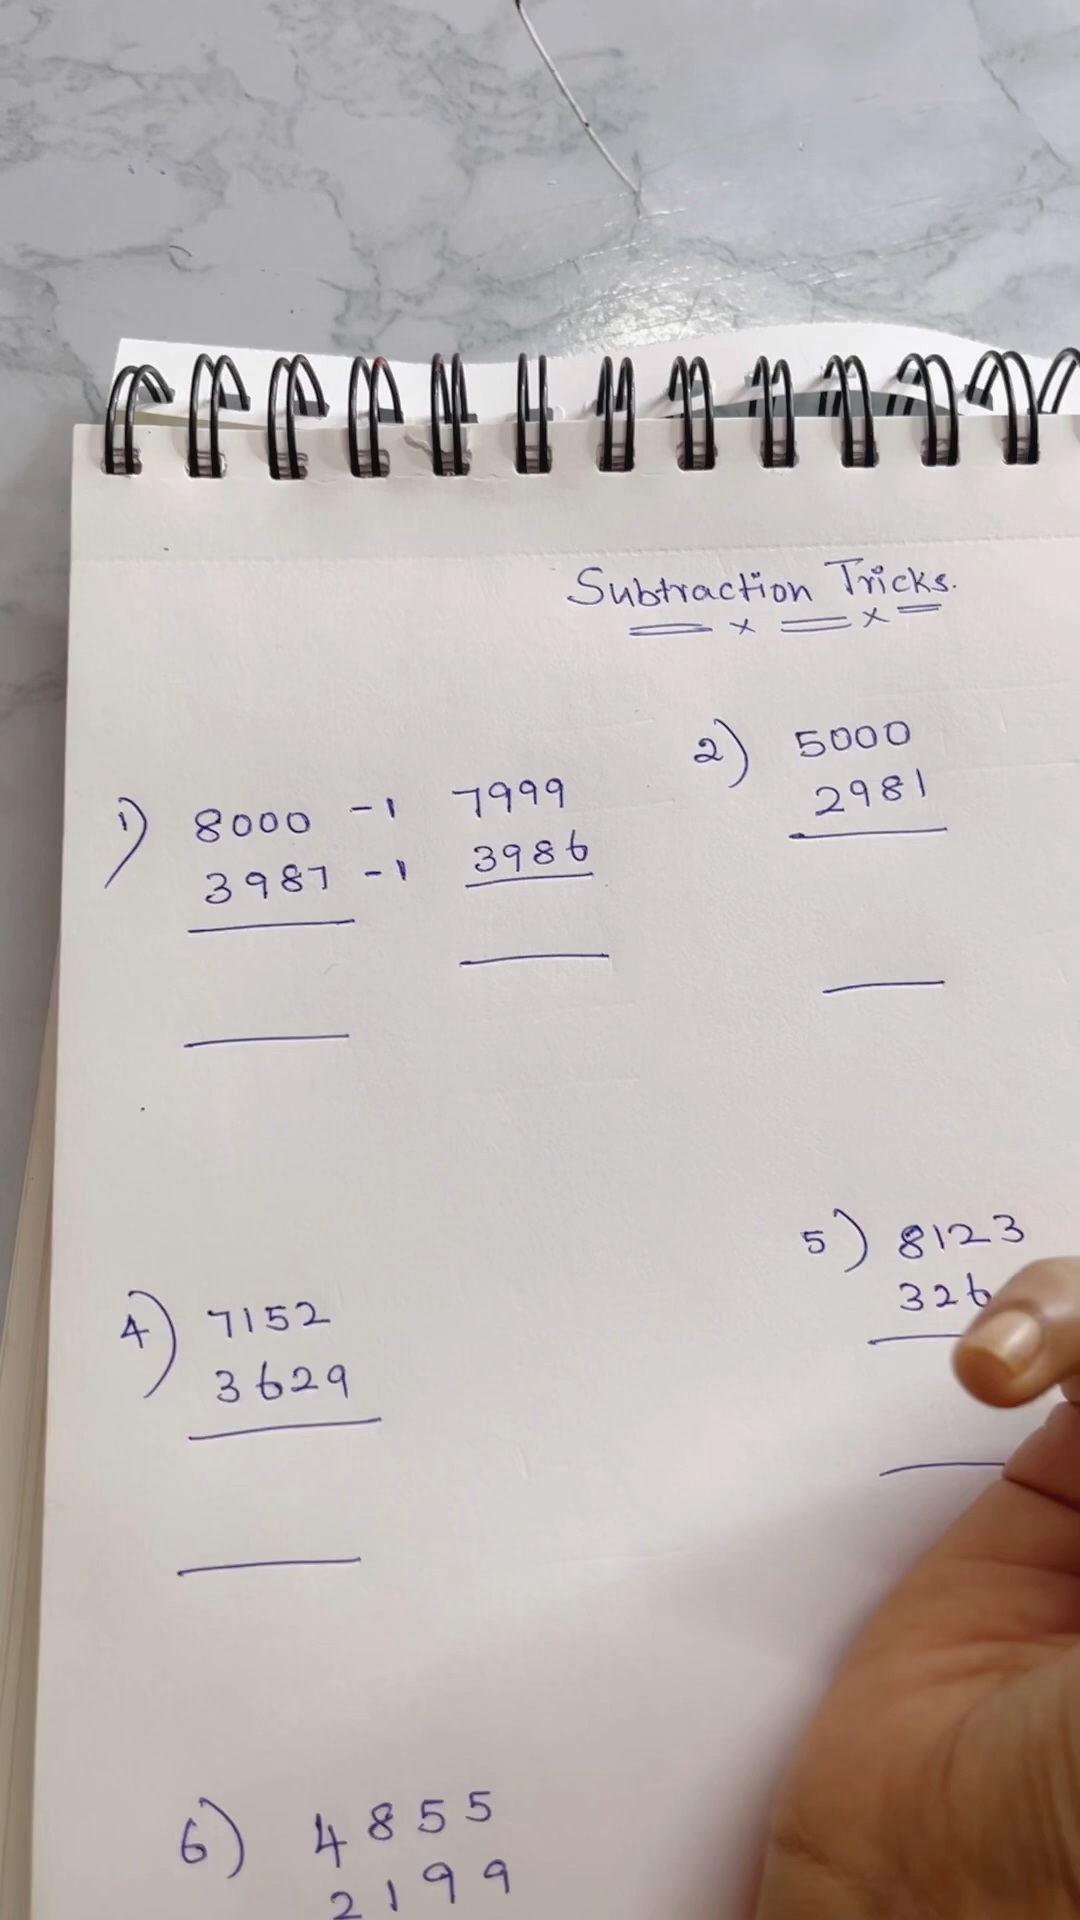 Subtraction Tricks.
1) 8000 -1 7999
3987 -1 3986
2) 5000
2981
4) 7152
3629
5) 8123
326
6) 4855
2199